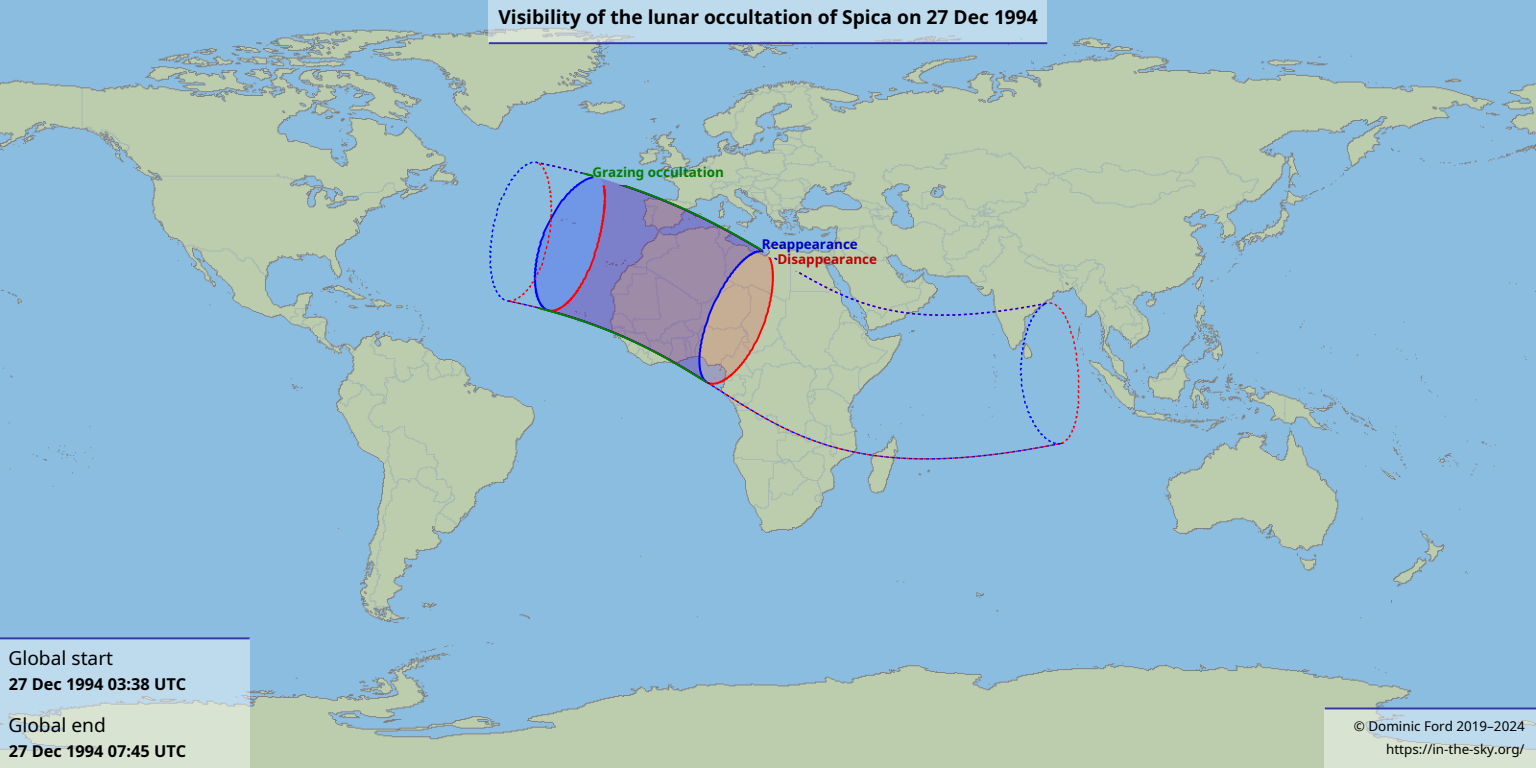 Visibility of the lunar occultation of Spica on 27 Dec 1994
Grazing occultation
Reappearance
Disappearance
Global start
27 Dec 1994 03:38 UTC
Global end
27 Dec 1994 07:45 UTC
© Dominic Ford 2019–2024
https://in-the-sky.org/